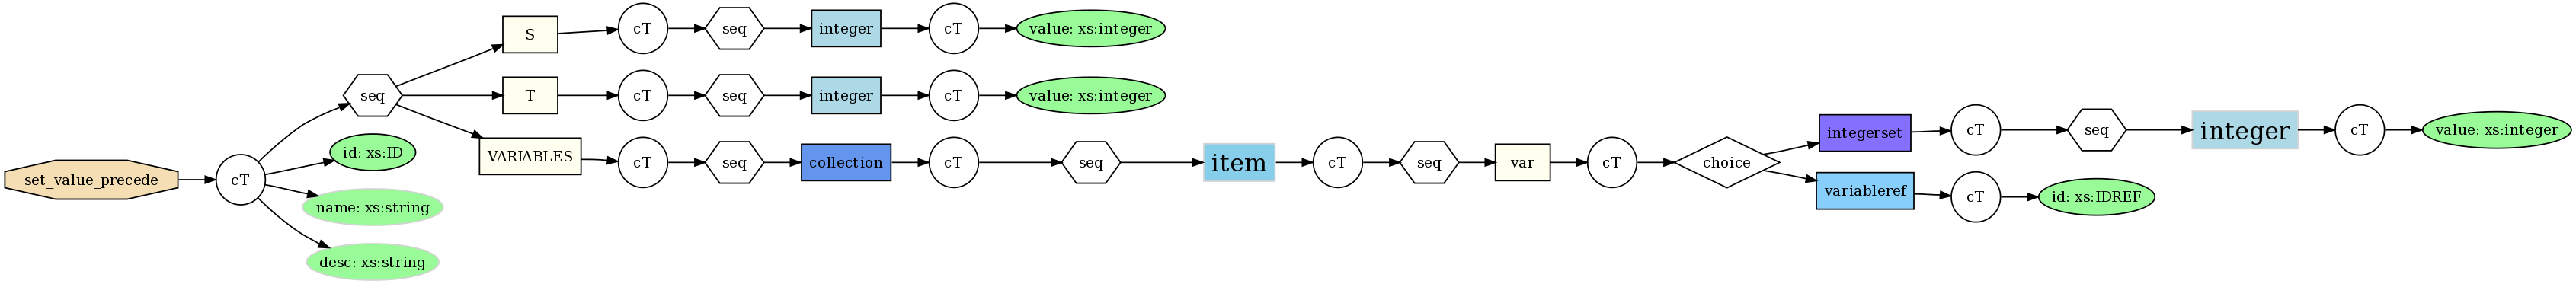 S
cT
seq
integer
cT
value: xs:integer
seq
T
cT
seq
integer
cT
value: xs:integer
VARIABLES
cT
seq
collection
cT
seq
item
cT
seq
var
cT
choice
integerset
cT
seq
integer
cT
value: xs:integer
variableref
cT
id: xs:IDREF
set_value_precede
cT
id: xs:ID
name: xs:string
desc: xs:string